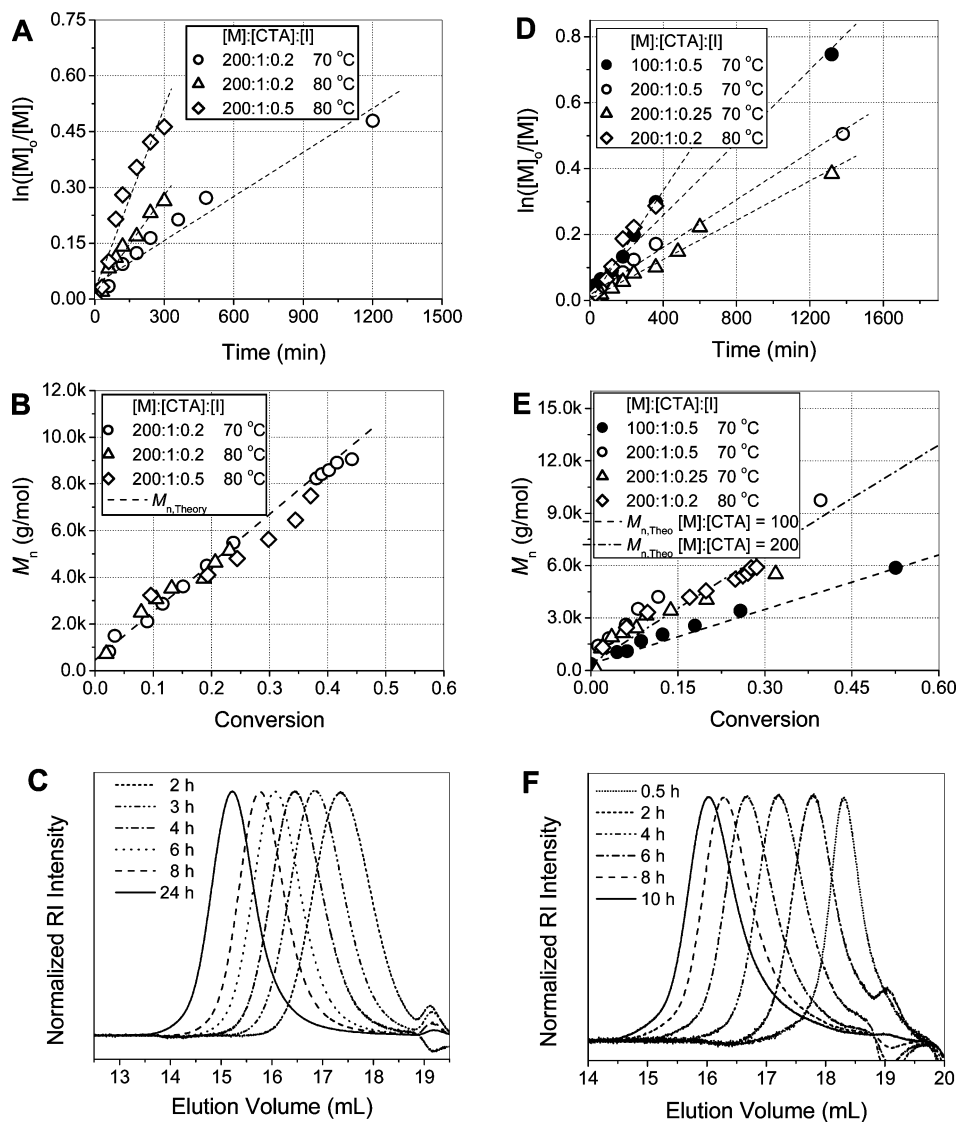 A
0.75
0.60
0.45
0.30
0.15
0.00
ln([M]o/[M])
[M]:[CTA]:[I]
200:1:0.2 70 °C
200:1:0.2 80 °C
200:1:0.5 80 °C
0 300 600 900 1200 1500
Time (min)
D
0.8
0.6
0.4
0.2
0.0
ln([M]o/[M])
[M]:[CTA]:[I]
100:1:0.5 70 °C
200:1:0.5 70 °C
200:1:0.25 70 °C
200:1:0.2 80 °C
0 400 800 1200 1600
Time (min)
B
12.0k
10.0k
8.0k
6.0k
4.0k
2.0k
0.0
Mn (g/mol)
[M]:[CTA]:[I]
200:1:0.2 70 °C
200:1:0.2 80 °C
200:1:0.5 80 °C
Mn,Theory
0.0 0.1 0.2 0.3 0.4 0.5 0.6
Conversion
E
15.0k
12.0k
9.0k
6.0k
3.0k
0.0
Mn (g/mol)
[M]:[CTA]:[I]
100:1:0.5 70 °C
200:1:0.5 70 °C
200:1:0.25 70 °C
200:1:0.2 80 °C
Mn,Theo [M]:[CTA] = 100
Mn,Theo [M]:[CTA] = 200
0.00 0.15 0.30 0.45 0.60
Conversion
C
2 h
3 h
4 h
6 h
8 h
24 h
Normalized RI Intensity
13 14 15 16 17 18 19
Elution Volume (mL)
F
0.5 h
2 h
4 h
6 h
8 h
10 h
Normalized RI Intensity
14 15 16 17 18 19 20
Elution Volume (mL)